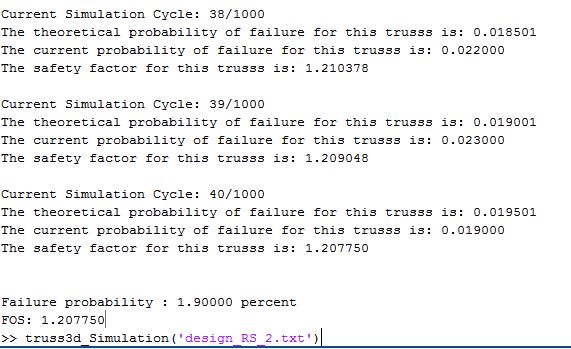 Current Simulation Cycle: 38/1000
The theoretical probability of failure for this trusss is: 0.018501
The current probability of failure for this trusss is: 0.022000
The safety factor for this trusss is: 1.210378
Current Simulation Cycle: 39/1000
The theoretical probability of failure for this trusss is: 0.019001
The current probability of failure for this trusss is: 0.023000
The safety factor for this trusss is: 1.209048
Current Simulation Cycle: 40/1000
The theoretical probability of failure for this trusss is: 0.019501
The current probability of failure for this trusss is: 0.019000
The safety factor for this trusss is: 1.207750
Failure probability : 1.90000 percent
FOS: 1.207750
>> truss3d_Simulation('design_RS_2.txt')